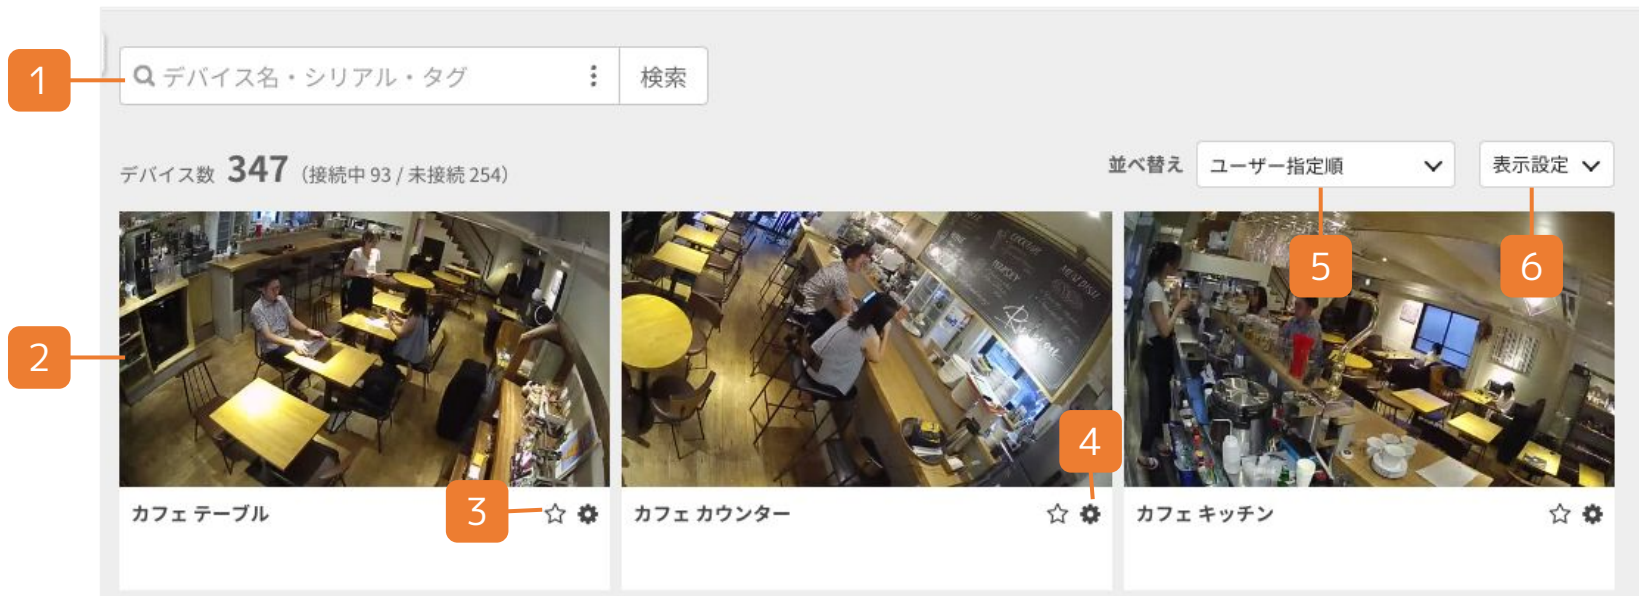 1
デバイス名・シリアル・タグ
検索
デバイス数 347 (接続中 93 / 未接続 254)
並べ替え ユーザー指定順
表示設定
5
6
2
4
3
カフェ テーブル
カフェ カウンター
カフェ キッチン